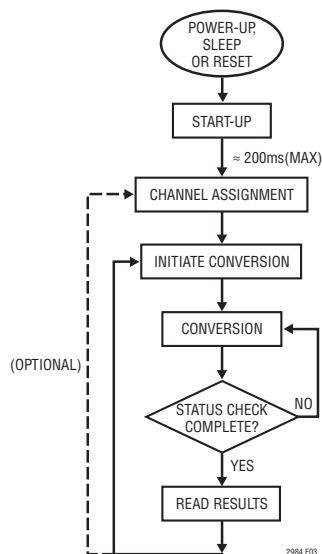 POWER-UP,
SLEEP
OR RESET
START-UP
≈ 200ms(MAX)
CHANNEL ASSIGNMENT
INITIATE CONVERSION
CONVERSION
(OPTIONAL)
STATUS CHECK
COMPLETE?
NO
YES
READ RESULTS
2984 F03